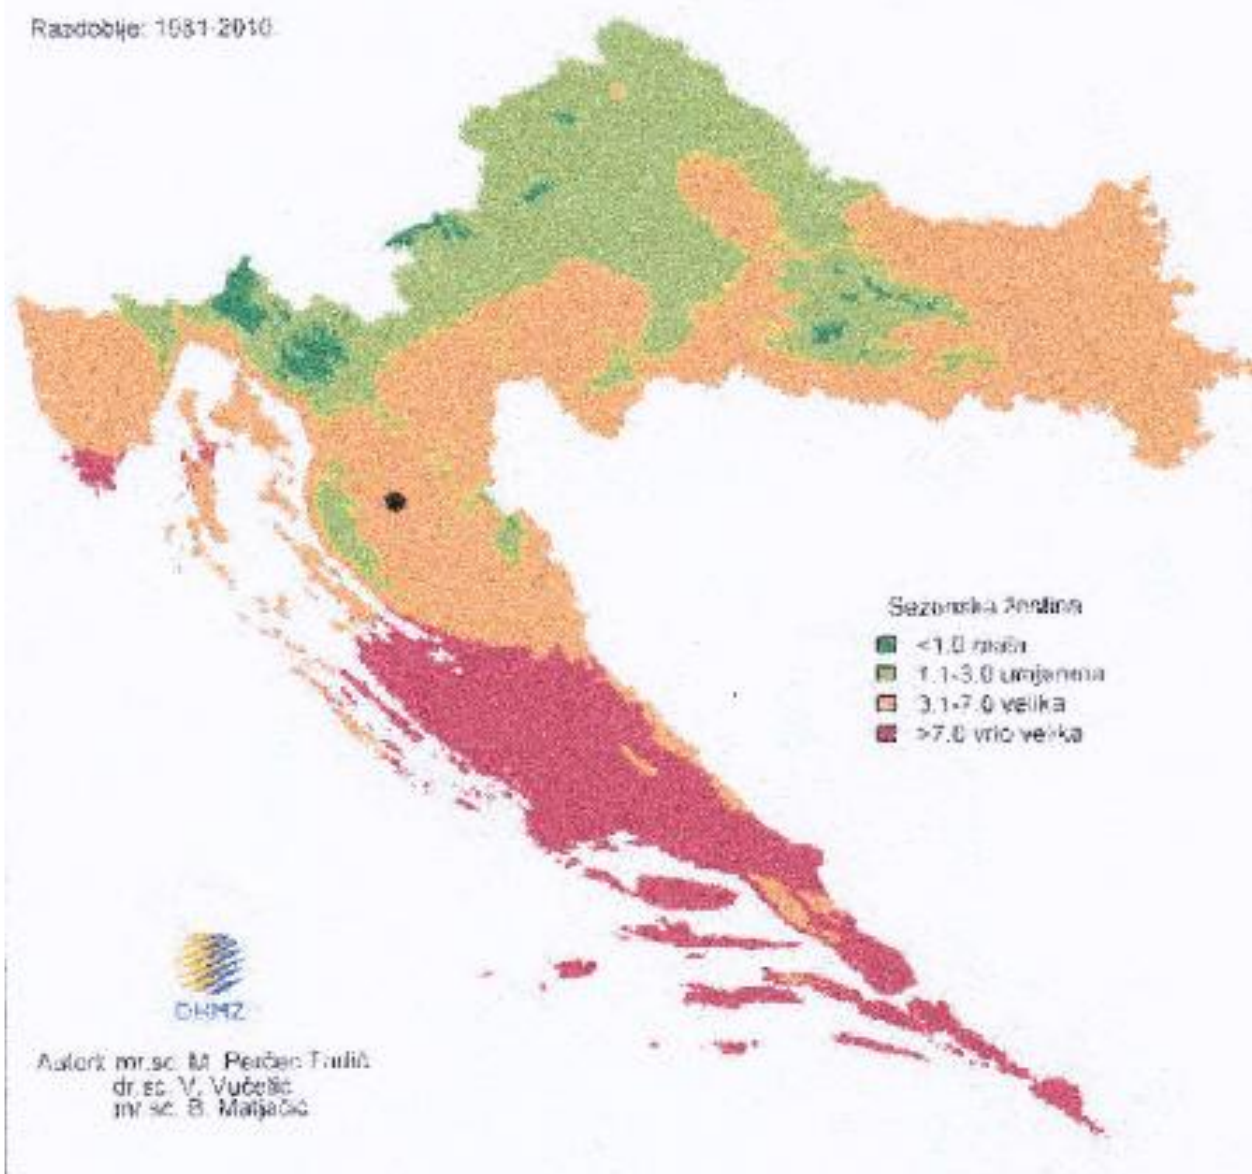 Razdoblje: 1981-2010.
Sezonska žestina
<1.0 mala
1.1-3.0 umjerena
3.1-7.0 velika
>7.0 vrlo velika
DHMZ
Autori: mr.sc. M. Perčec Tadić
dr.sc. V. Vučetić
mr.sc. B. Matjačić